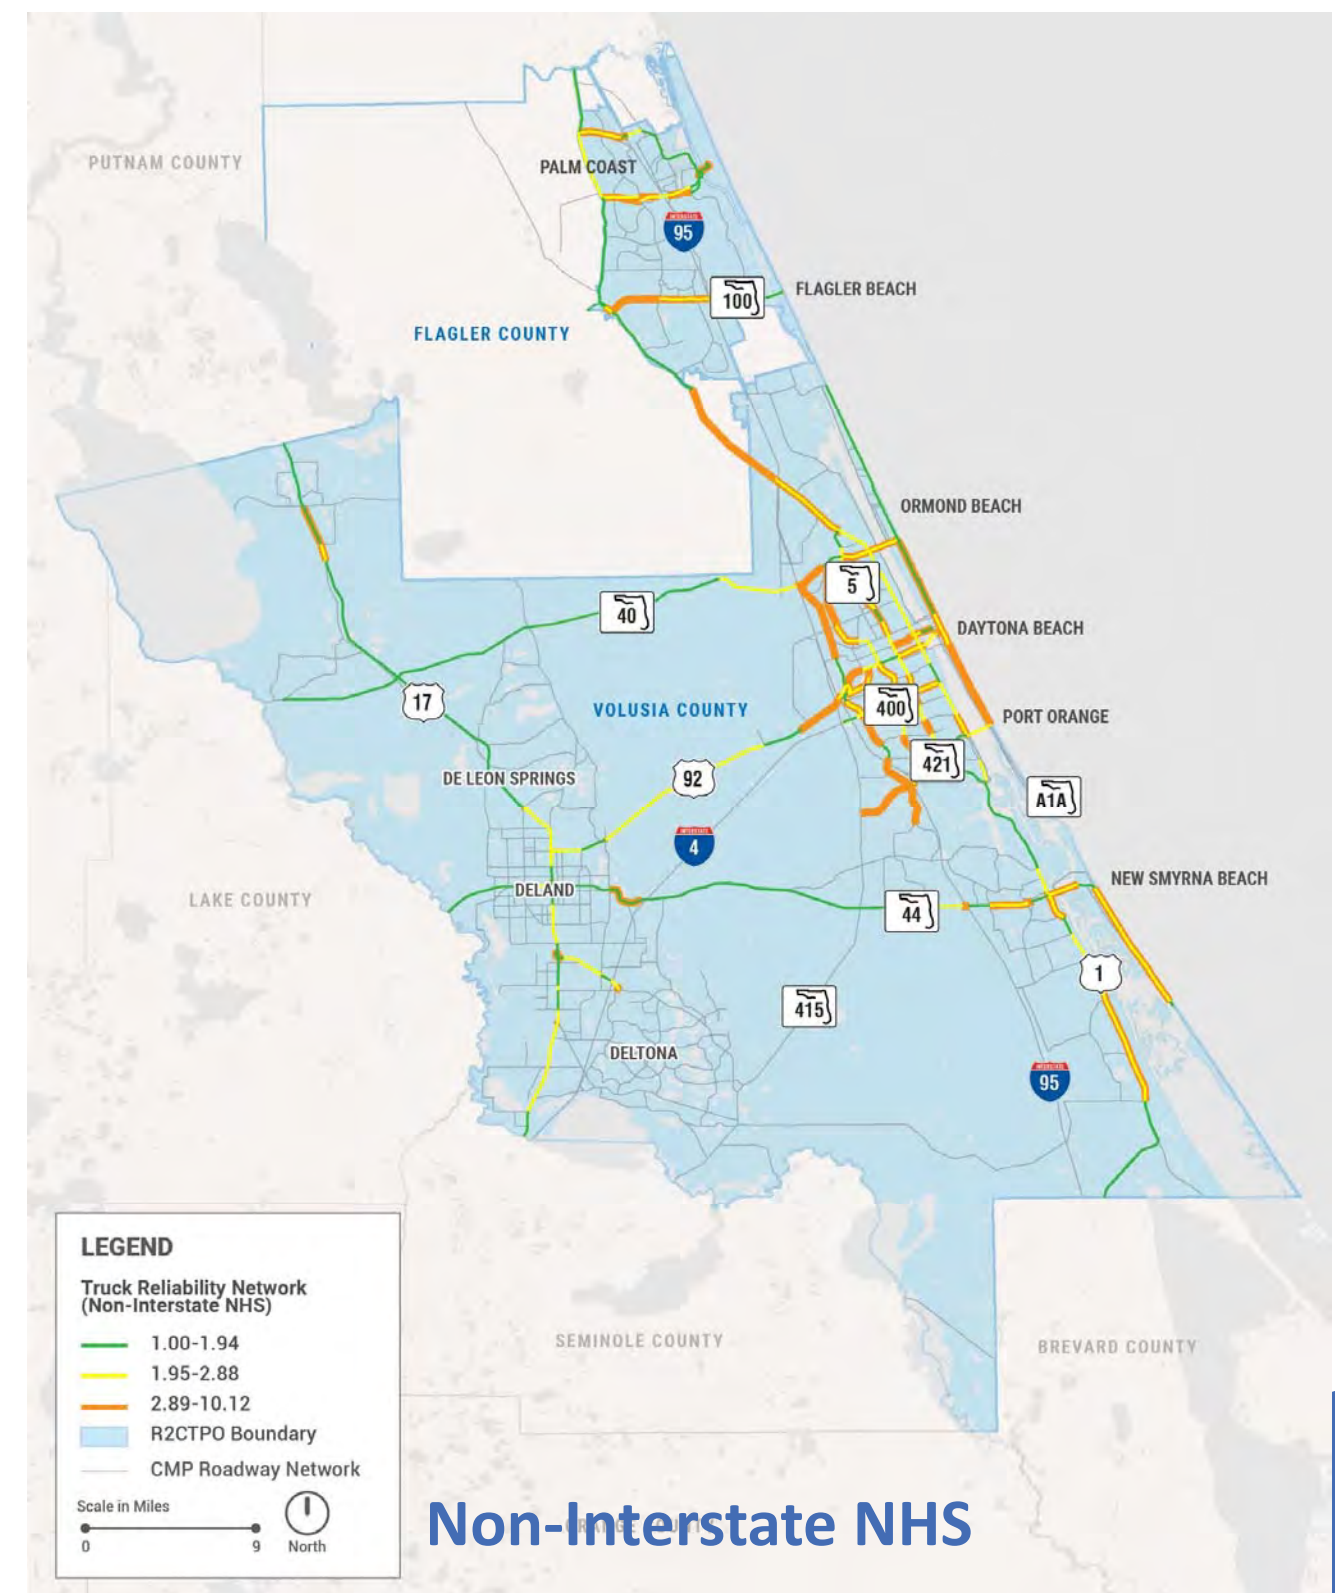 PUTNAM COUNTY
PALM COAST
INTERSTATE
95
100
FLAGLER BEACH
FLAGLER COUNTY
ORMOND BEACH
5
40
DAYTONA BEACH
17
VOLUSIA COUNTY
400
PORT ORANGE
DE LEON SPRINGS
92
421
A1A
INTERSTATE
4
LAKE COUNTY
DELAND
NEW SMYRNA BEACH
44
1
415
DELTONA
INTERSTATE
95
LEGEND
Truck Reliability Network
(Non-Interstate NHS)
1.00-1.94
1.95-2.88
2.89-10.12
R2CTPO Boundary
CMP Roadway Network
Scale in Miles
0
9
North
SEMINOLE COUNTY
BREVARD COUNTY
Non-Interstate NHS